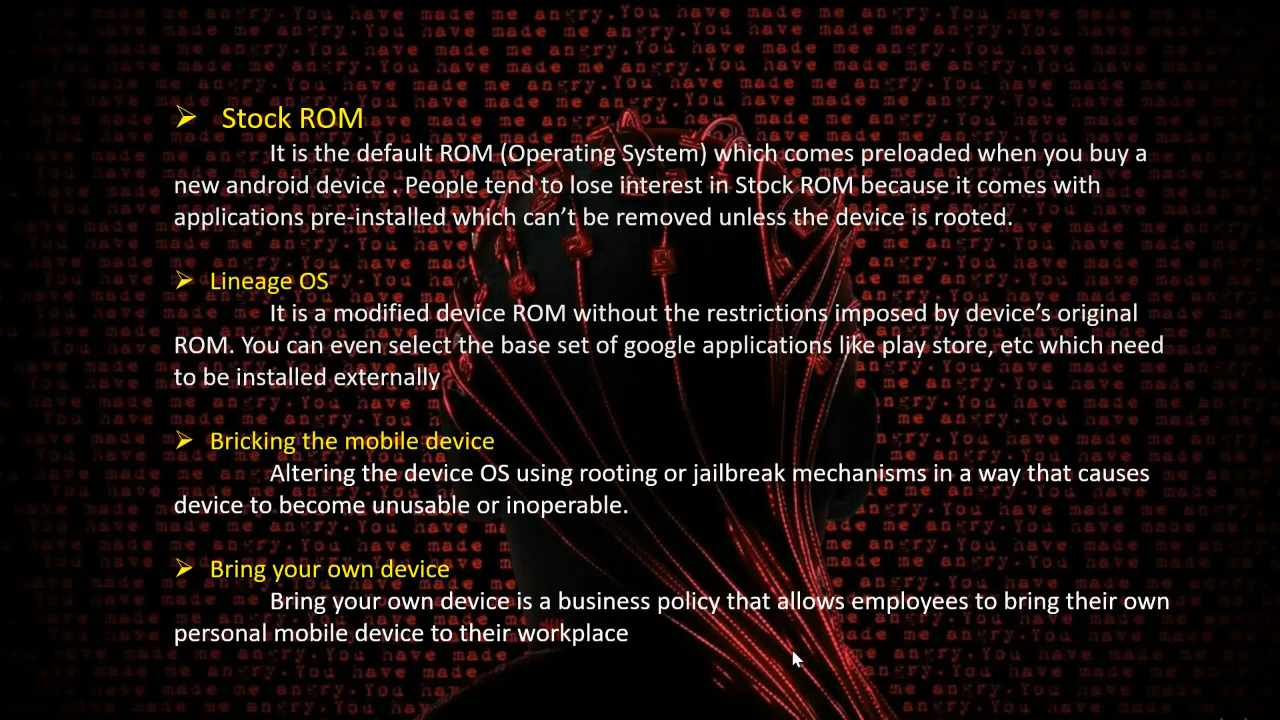 ➢ Stock ROM
It is the default ROM (Operating System) which comes preloaded when you buy a
new android device . People tend to lose interest in Stock ROM because it comes with
applications pre-installed which can't be removed unless the device is rooted.
➢ Lineage OS
It is a modified device ROM without the restrictions imposed by device's original
ROM. You can even select the base set of google applications like play store, etc which need
to be installed externally
➢ Bricking the mobile device
Altering the device OS using rooting or jailbreak mechanisms in a way that causes
device to become unusable or inoperable.
➢ Bring your own device
Bring your own device is a business policy that allows employees to bring their own
personal mobile device to their workplace